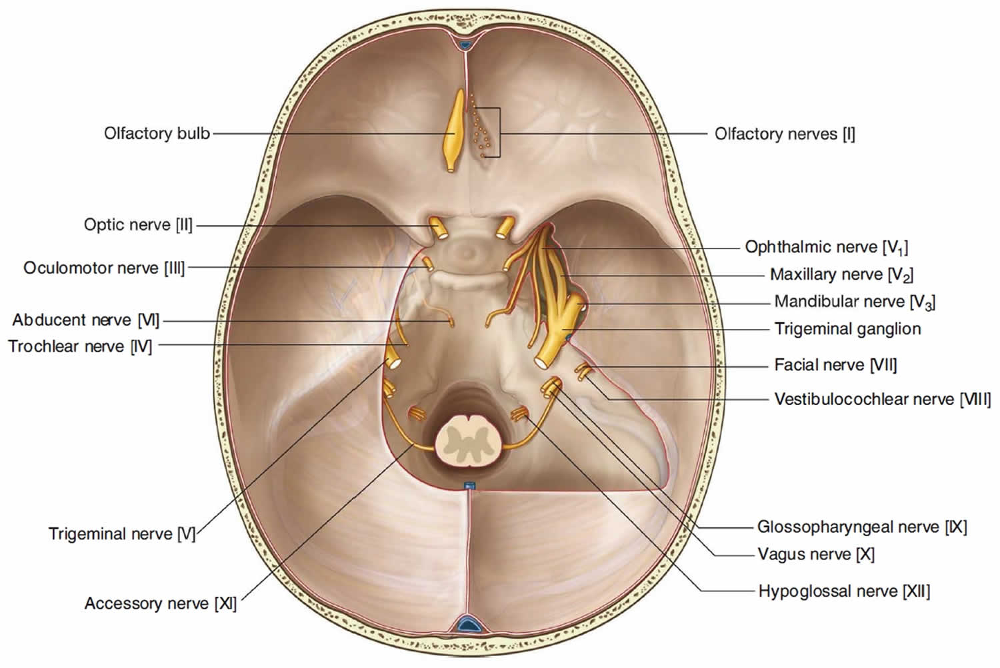 Olfactory bulb
Olfactory nerves [I]
Optic nerve [II]
Oculomotor nerve [III]
Abducent nerve [VI]
Trochlear nerve [IV]
Trigeminal nerve [V]
Accessory nerve [XI]
Ophthalmic nerve [V₁]
Maxillary nerve [V₂]
Mandibular nerve [V₃]
Trigeminal ganglion
Facial nerve [VII]
Vestibulocochlear nerve [VIII]
Glossopharyngeal nerve [IX]
Vagus nerve [X]
Hypoglossal nerve [XII]